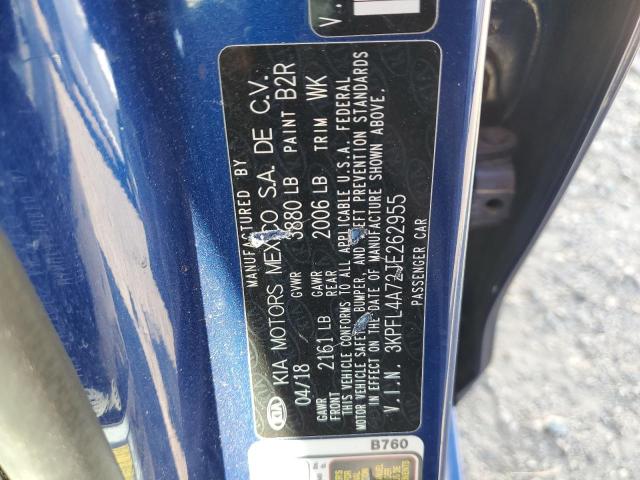 MANUFACTURED BY
KIA KIA MOTORS MEXICO S.A. DE C.V.
04/18 GVWR 3880 LB PAINT B2R
GAWR FRONT 2161 LB GAWR REAR 2006 LB TRIM WK
THIS VEHICLE CONFORMS TO ALL APPLICABLE U.S.A. FEDERAL
MOTOR VEHICLE SAFETY, BUMPER, AND THEFT PREVENTION STANDARDS
IN EFFECT ON THE DATE OF MANUFACTURE SHOWN ABOVE.
V.I.N. 3KPFL4A72JE262955
PASSENGER CAR
B760